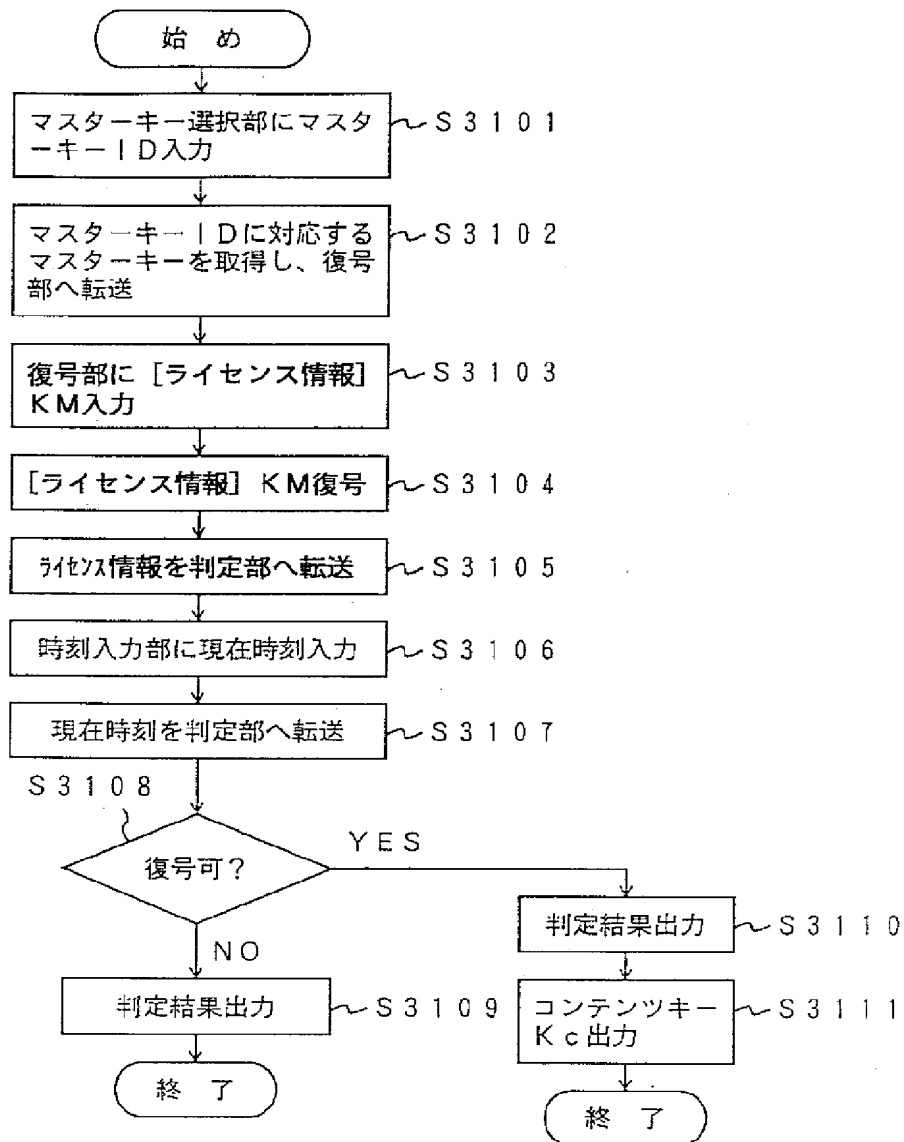 始 め
マスターキー選択部にマスタ
ーキーID入力
S3101
マスターキーIDに対応する
マスターキーを取得し、復号
部へ転送
S3102
復号部に［ライセンス情報］
KM入力
S3103
［ライセンス情報］KM復号
S3104
ﾗｲｾﾝｽ情報を判定部へ転送
S3105
時刻入力部に現在時刻入力
S3106
現在時刻を判定部へ転送
S3107
S3108
復号可？
YES
NO
判定結果出力
S3110
判定結果出力
S3109
コンテンツキー
Kc出力
S3111
終 了
終 了